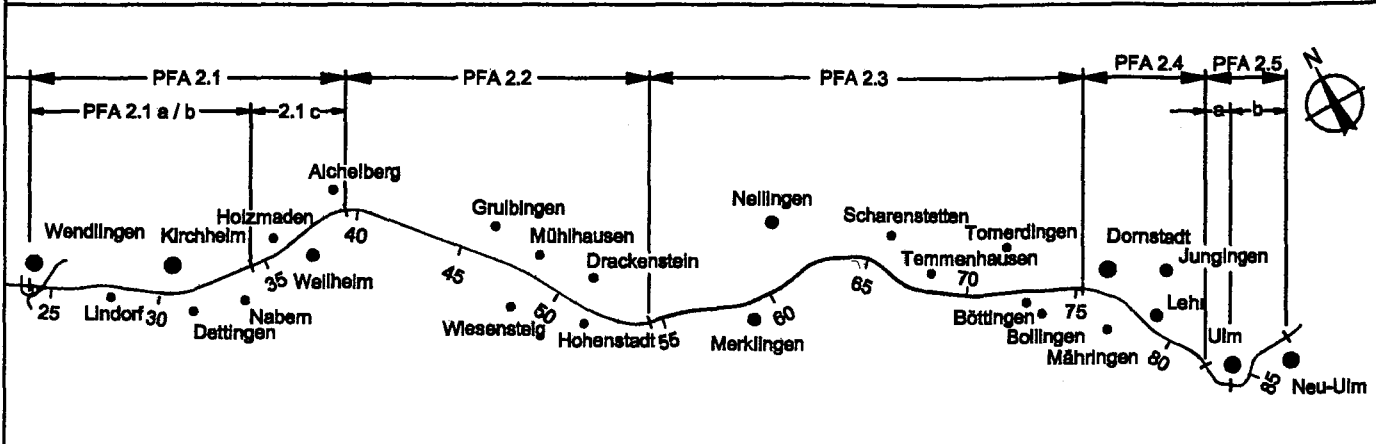 PFA 2.1
PFA 2.2
PFA 2.3
PFA 2.4
PFA 2.5
N
PFA 2.1 a / b
2.1 c
a
b
Aichelberg
Holzmaden
Wendlingen
Kirchheim
Weilheim
Lindorf
Dettingen
Nabern
Gruibingen
Mühlhausen
Drackenstein
Wiesensteig
Hohenstadt
Nellingen
Merklingen
Scharenstetten
Temmenhausen
Tomerdingen
Böttingen
Bollingen
Mähringen
Dornstadt
Jungingen
Lehr
Ulm
Neu-Ulm
25
30
35
40
45
50
55
60
65
70
75
80
85